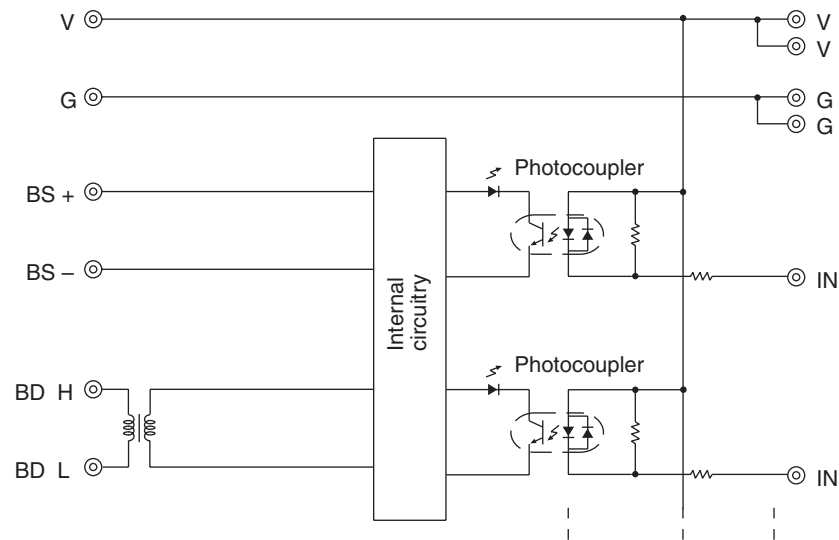 V
V
V
G
G
G
Photocoupler
BS +
BS –
IN
Internal
circuitry
Photocoupler
BD H
BD L
IN